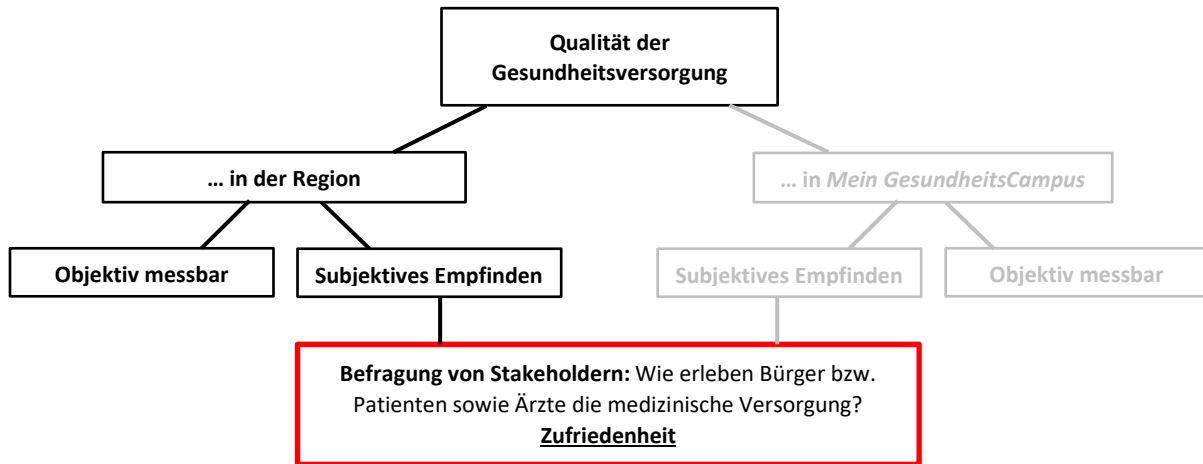 Qualität der
Gesundheitsversorgung
… in der Region
… in Mein GesundheitsCampus
Objektiv messbar
Subjektives Empfinden
Subjektives Empfinden
Objektiv messbar
Befragung von Stakeholdern: Wie erleben Bürger bzw.
Patienten sowie Ärzte die medizinische Versorgung?
Zufriedenheit